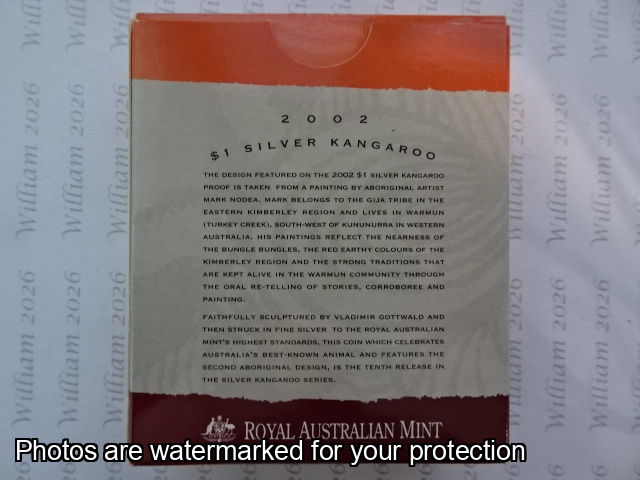 2002
$1 SILVER KANGAROO
THE DESIGN FEATURED ON THE 2002 $1 SILVER KANGAROO
PROOF IS TAKEN FROM A PAINTING BY ABORIGINAL ARTIST
MARK NODEA. MARK BELONGS TO THE GIJA TRIBE IN THE
EASTERN KIMBERLEY REGION AND LIVES IN WARMUN
(TURKEY CREEK), SOUTH-WEST OF KUNUNURRA IN WESTERN
AUSTRALIA. HIS PAINTINGS REFLECT THE NEARNESS OF
THE BUNGLE BUNGLES, THE RED EARTHY COLOURS OF THE
KIMBERLEY REGION AND THE STRONG TRADITIONS THAT
ARE KEPT ALIVE IN THE WARMUN COMMUNITY THROUGH
THE ORAL RE-TELLING OF STORIES, CORROBOREE AND
PAINTING.
FAITHFULLY SCULPTURED BY VLADIMIR GOTTWALD AND
THEN STRUCK IN FINE SILVER TO THE ROYAL AUSTRALIAN
MINT'S HIGHEST STANDARDS, THIS COIN WHICH CELEBRATES
AUSTRALIA'S BEST-KNOWN ANIMAL AND FEATURES THE
SECOND ABORIGINAL DESIGN, IS THE TENTH RELEASE IN
THE SILVER KANGAROO SERIES.
ROYAL AUSTRALIAN MINT
Photos are watermarked for your protection
William 2026